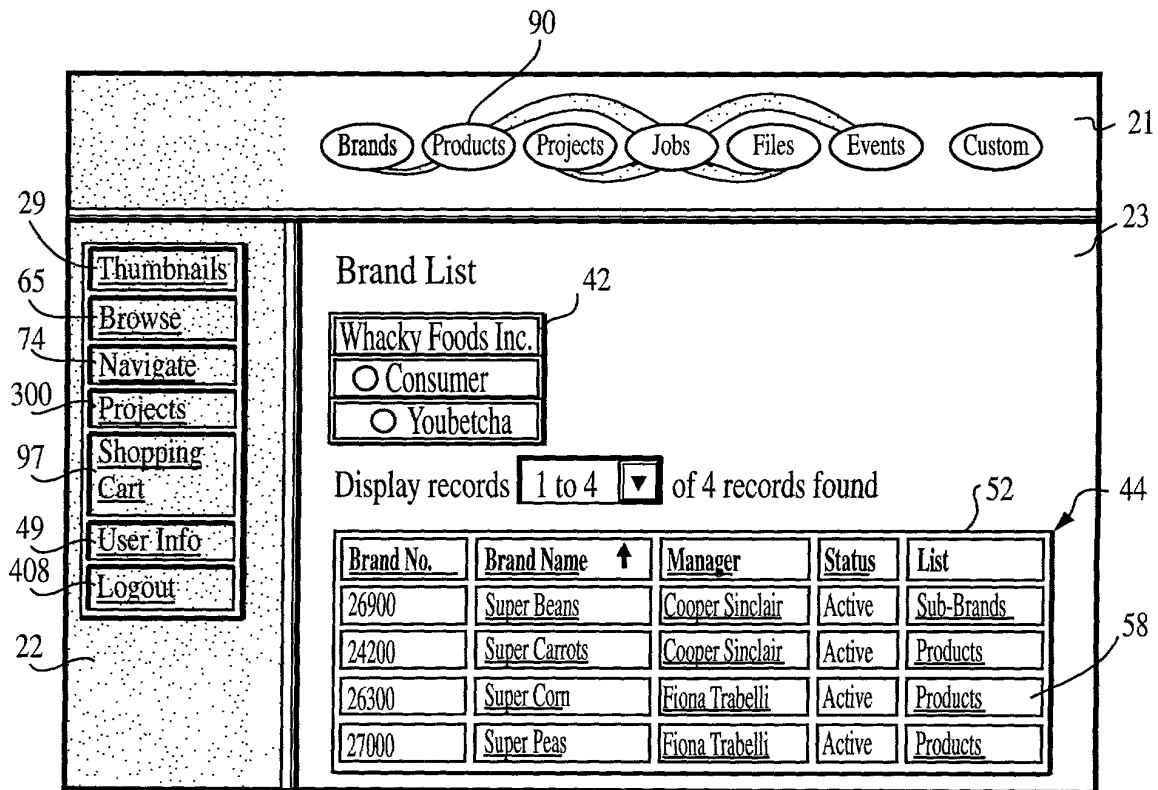 90
Brands Products Projects Jobs Files Events Custom
21
29
23
Thumbnails
65
Browse
74
Navigate
300
Projects
97
Shopping
Cart
49
User Info
408
Logout
22
Brand List
42
Whacky Foods Inc.
Consumer
Youbetcha
Display records 1 to 4 ▼ of 4 records found
52
44
Brand No. Brand Name ↑ Manager Status List
26900 Super Beans Cooper Sinclair Active Sub-Brands
24200 Super Carrots Cooper Sinclair Active Products
58
26300 Super Corn Fiona Trabelli Active Products
27000 Super Peas Fiona Trabelli Active Products